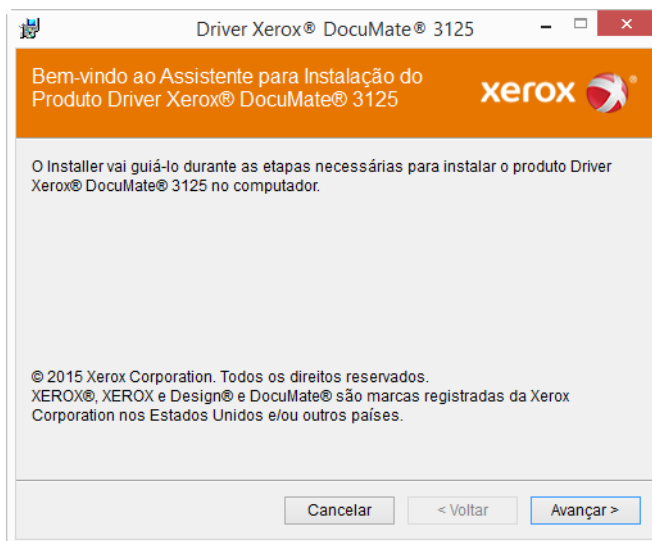 Driver Xerox® DocuMate® 3125
Bem-vindo ao Assistente para Instalação do
Produto Driver Xerox® DocuMate® 3125
xerox
O Installer vai guiá-lo durante as etapas necessárias para instalar o produto Driver
Xerox® DocuMate® 3125 no computador.
© 2015 Xerox Corporation. Todos os direitos reservados.
XEROX®, XEROX e Design® e DocuMate® são marcas registradas da Xerox
Corporation nos Estados Unidos e/ou outros países.
Cancelar
< Voltar
Avançar >